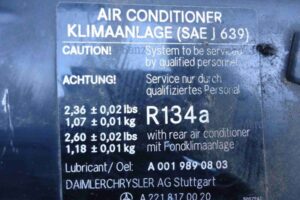 AIR CONDITIONER
KLIMAANLAGE (SAE J 639)
CAUTION! System to be serviced
by qualified personnel
ACHTUNG! Service nur durch
qualifiziertes Personal
2,36 ± 0,02 lbs
1,07 ± 0,01 kg
R134a
2,60 ± 0,02 lbs with rear air conditioner
1,18 ± 0,01 kg mit Fondklimaanlage
Lubricant/ Oel: A 001 989 08 03
DAIMLERCHRYSLER AG Stuttgart
A 221 817 00 20